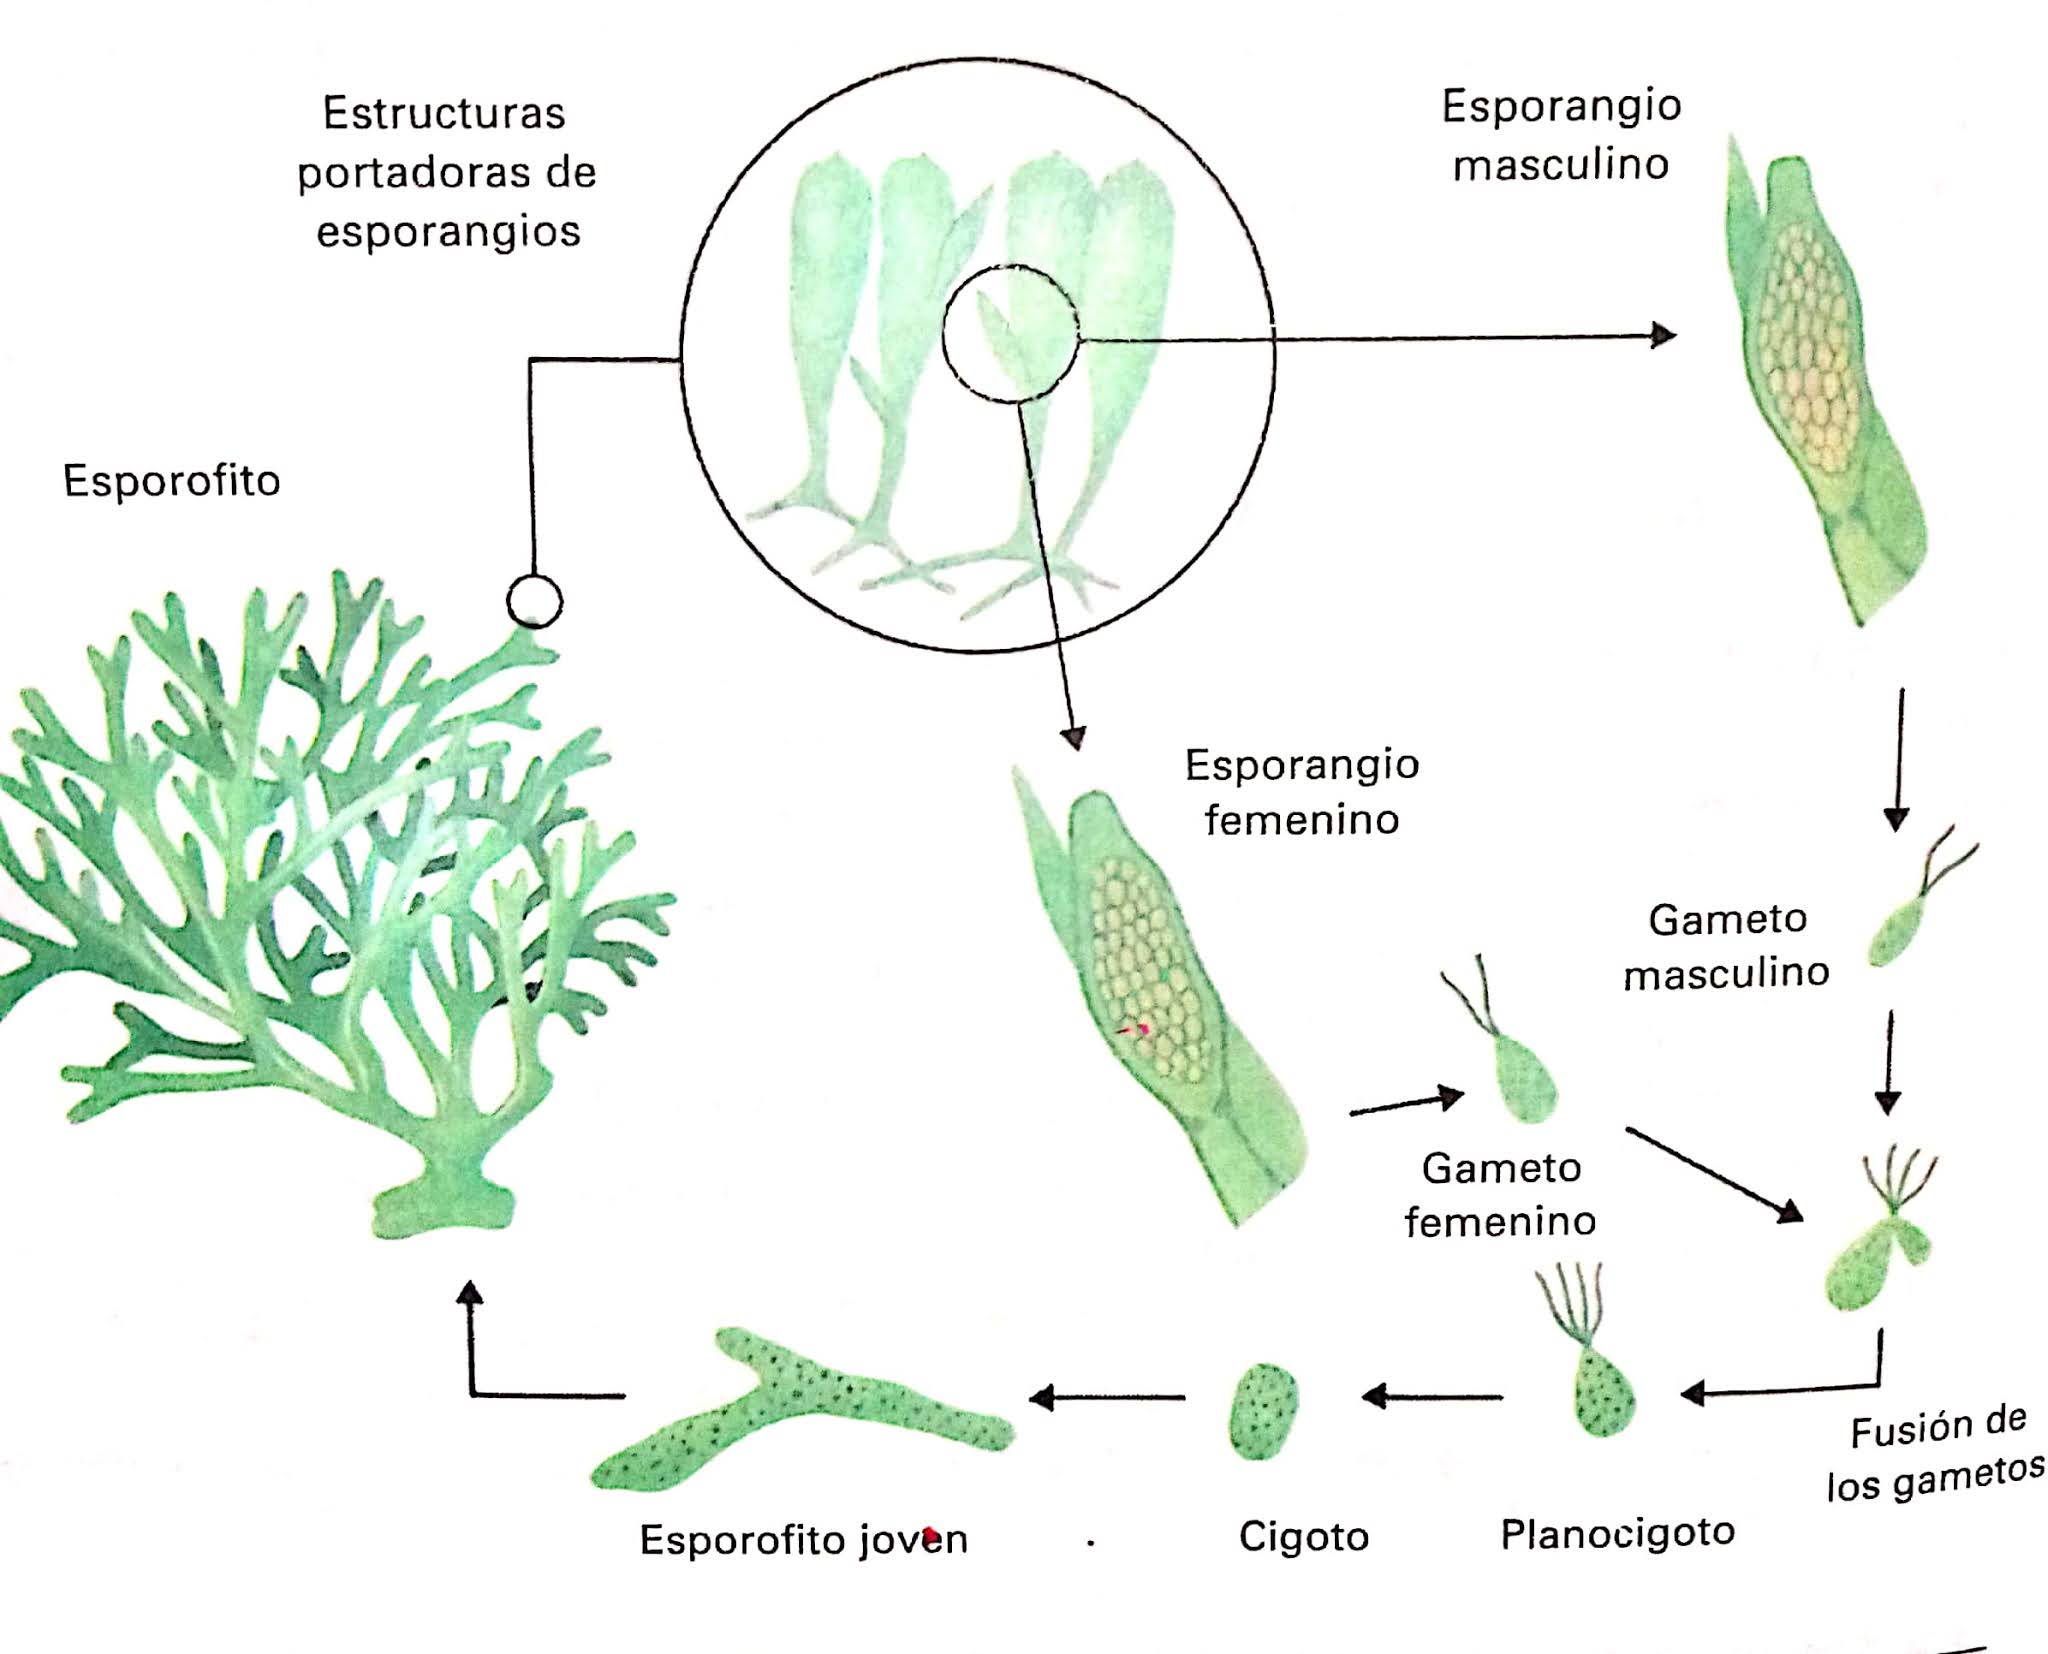 Estructuras
portadoras de
esporangios
Esporangio
masculino
Esporofito
Esporangio
femenino
Gameto
masculino
Gameto
femenino
Fusión de
los gametos
Esporofito joven
Cigoto
Planocigoto